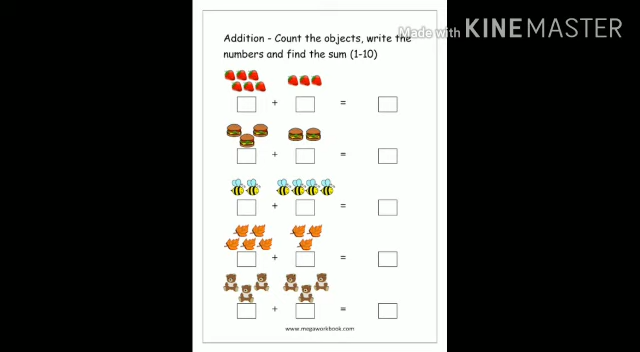 Made with KINEMASTER
Addition - Count the objects, write the
numbers and find the sum (1-10)
+ =
+ =
+ =
+ =
+ =
www.megaworkbook.com